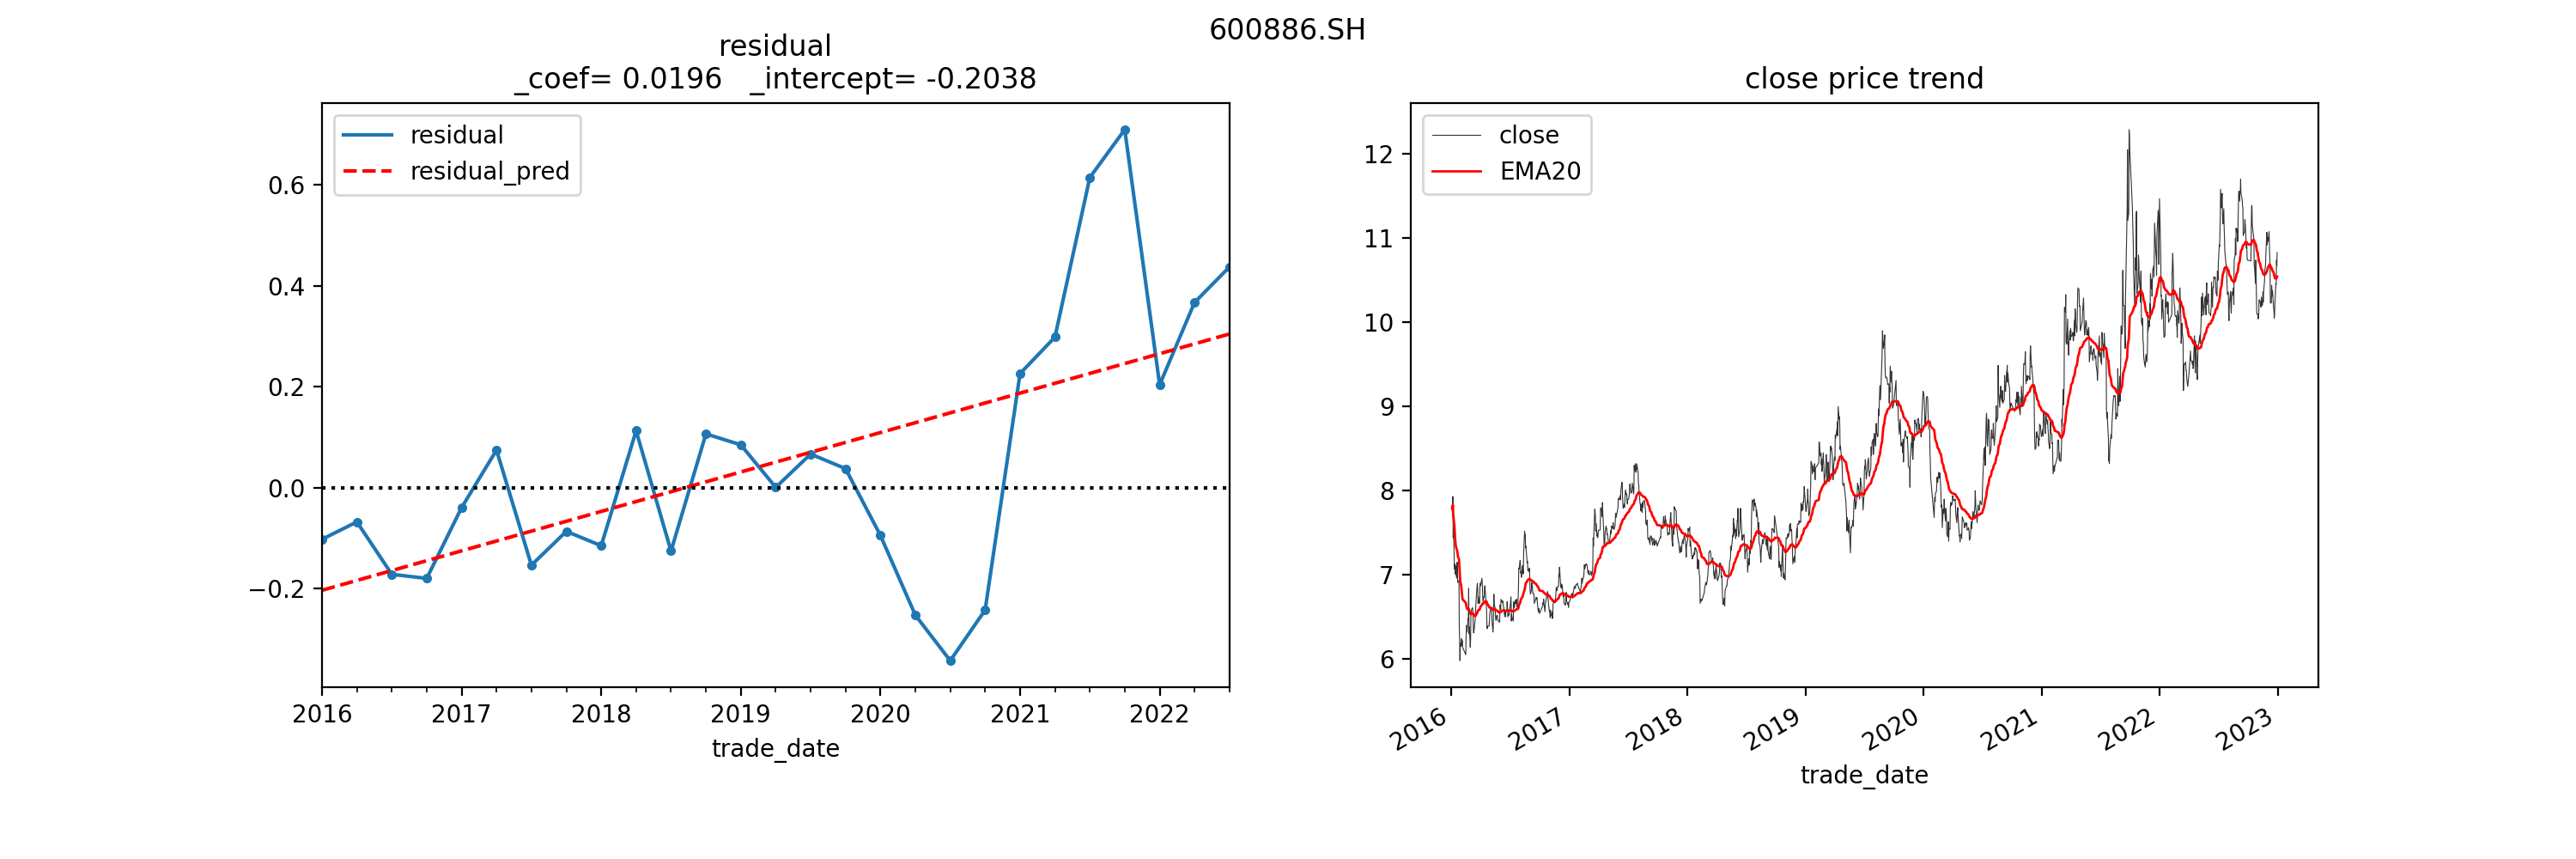 600886.SH
residual
_coef= 0.0196   _intercept= -0.2038
residual
residual_pred
0.6
0.4
0.2
0.0
−0.2
2016 2017 2018 2019 2020 2021 2022
trade_date
close price trend
close
EMA20
12
11
10
9
8
7
6
2016 2017 2018 2019 2020 2021 2022 2023
trade_date